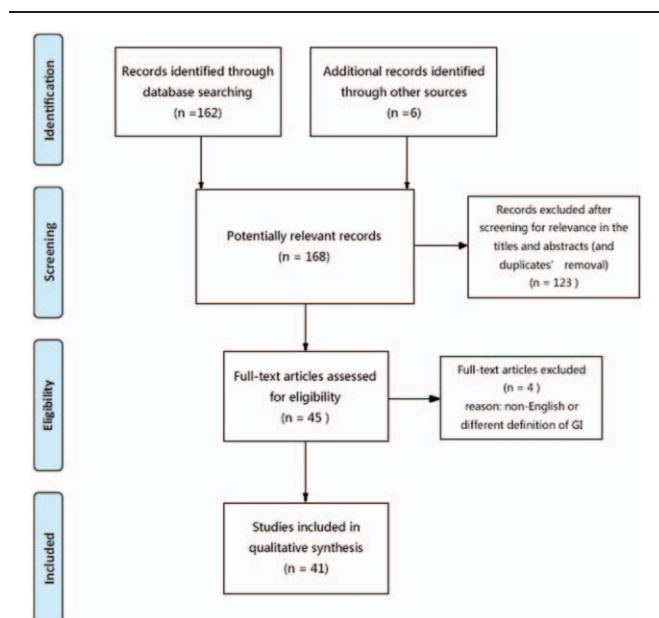 Identification
Records identified through
database searching
(n =162)
Additional records identified
through other sources
(n =6)
Screening
Potentially relevant records
(n = 168)
Records excluded after
screening for relevance in the
titles and abstracts (and
duplicates' removal)
(n = 123 )
Eligibility
Full-text articles assessed
for eligibility
(n = 45 )
Full-text articles excluded
(n = 4 )
reason: non-English or
different definition of GI
Included
Studies included in
qualitative synthesis
(n = 41)